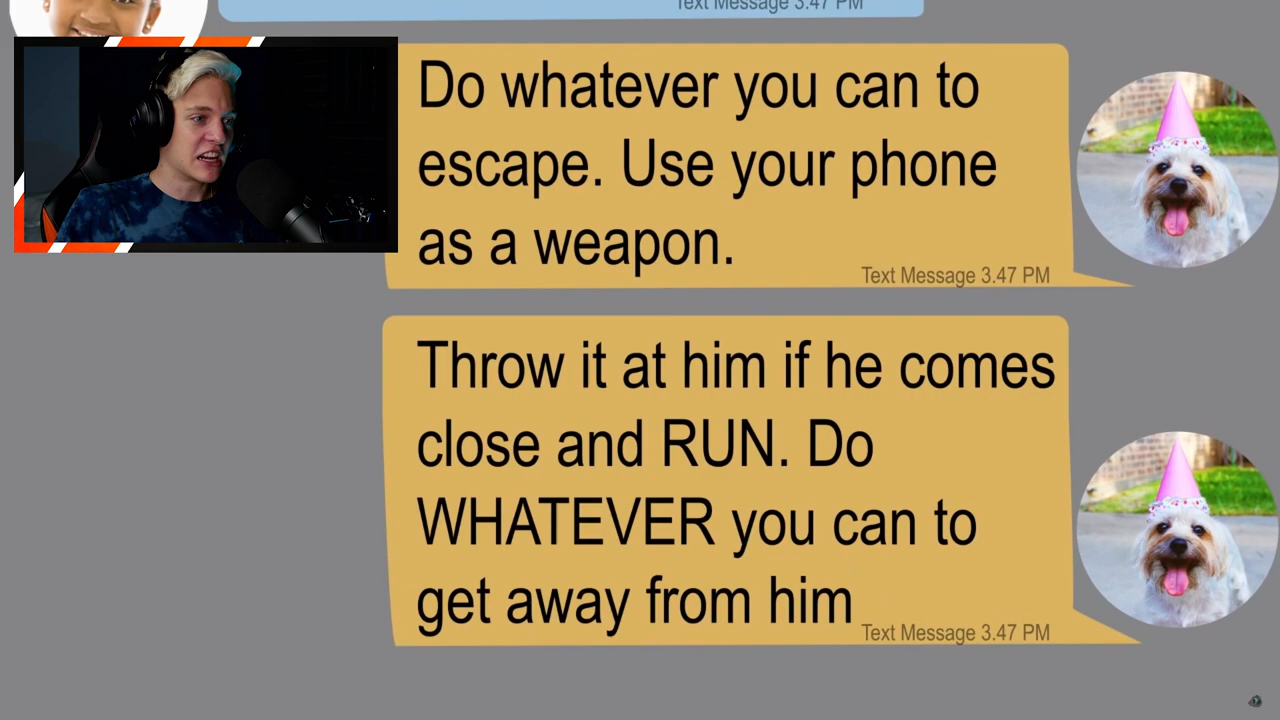 Text Message 3.47 PM
Do whatever you can to
escape. Use your phone
as a weapon.
Text Message 3.47 PM
Throw it at him if he comes
close and RUN. Do
WHATEVER you can to
get away from him
Text Message 3.47 PM